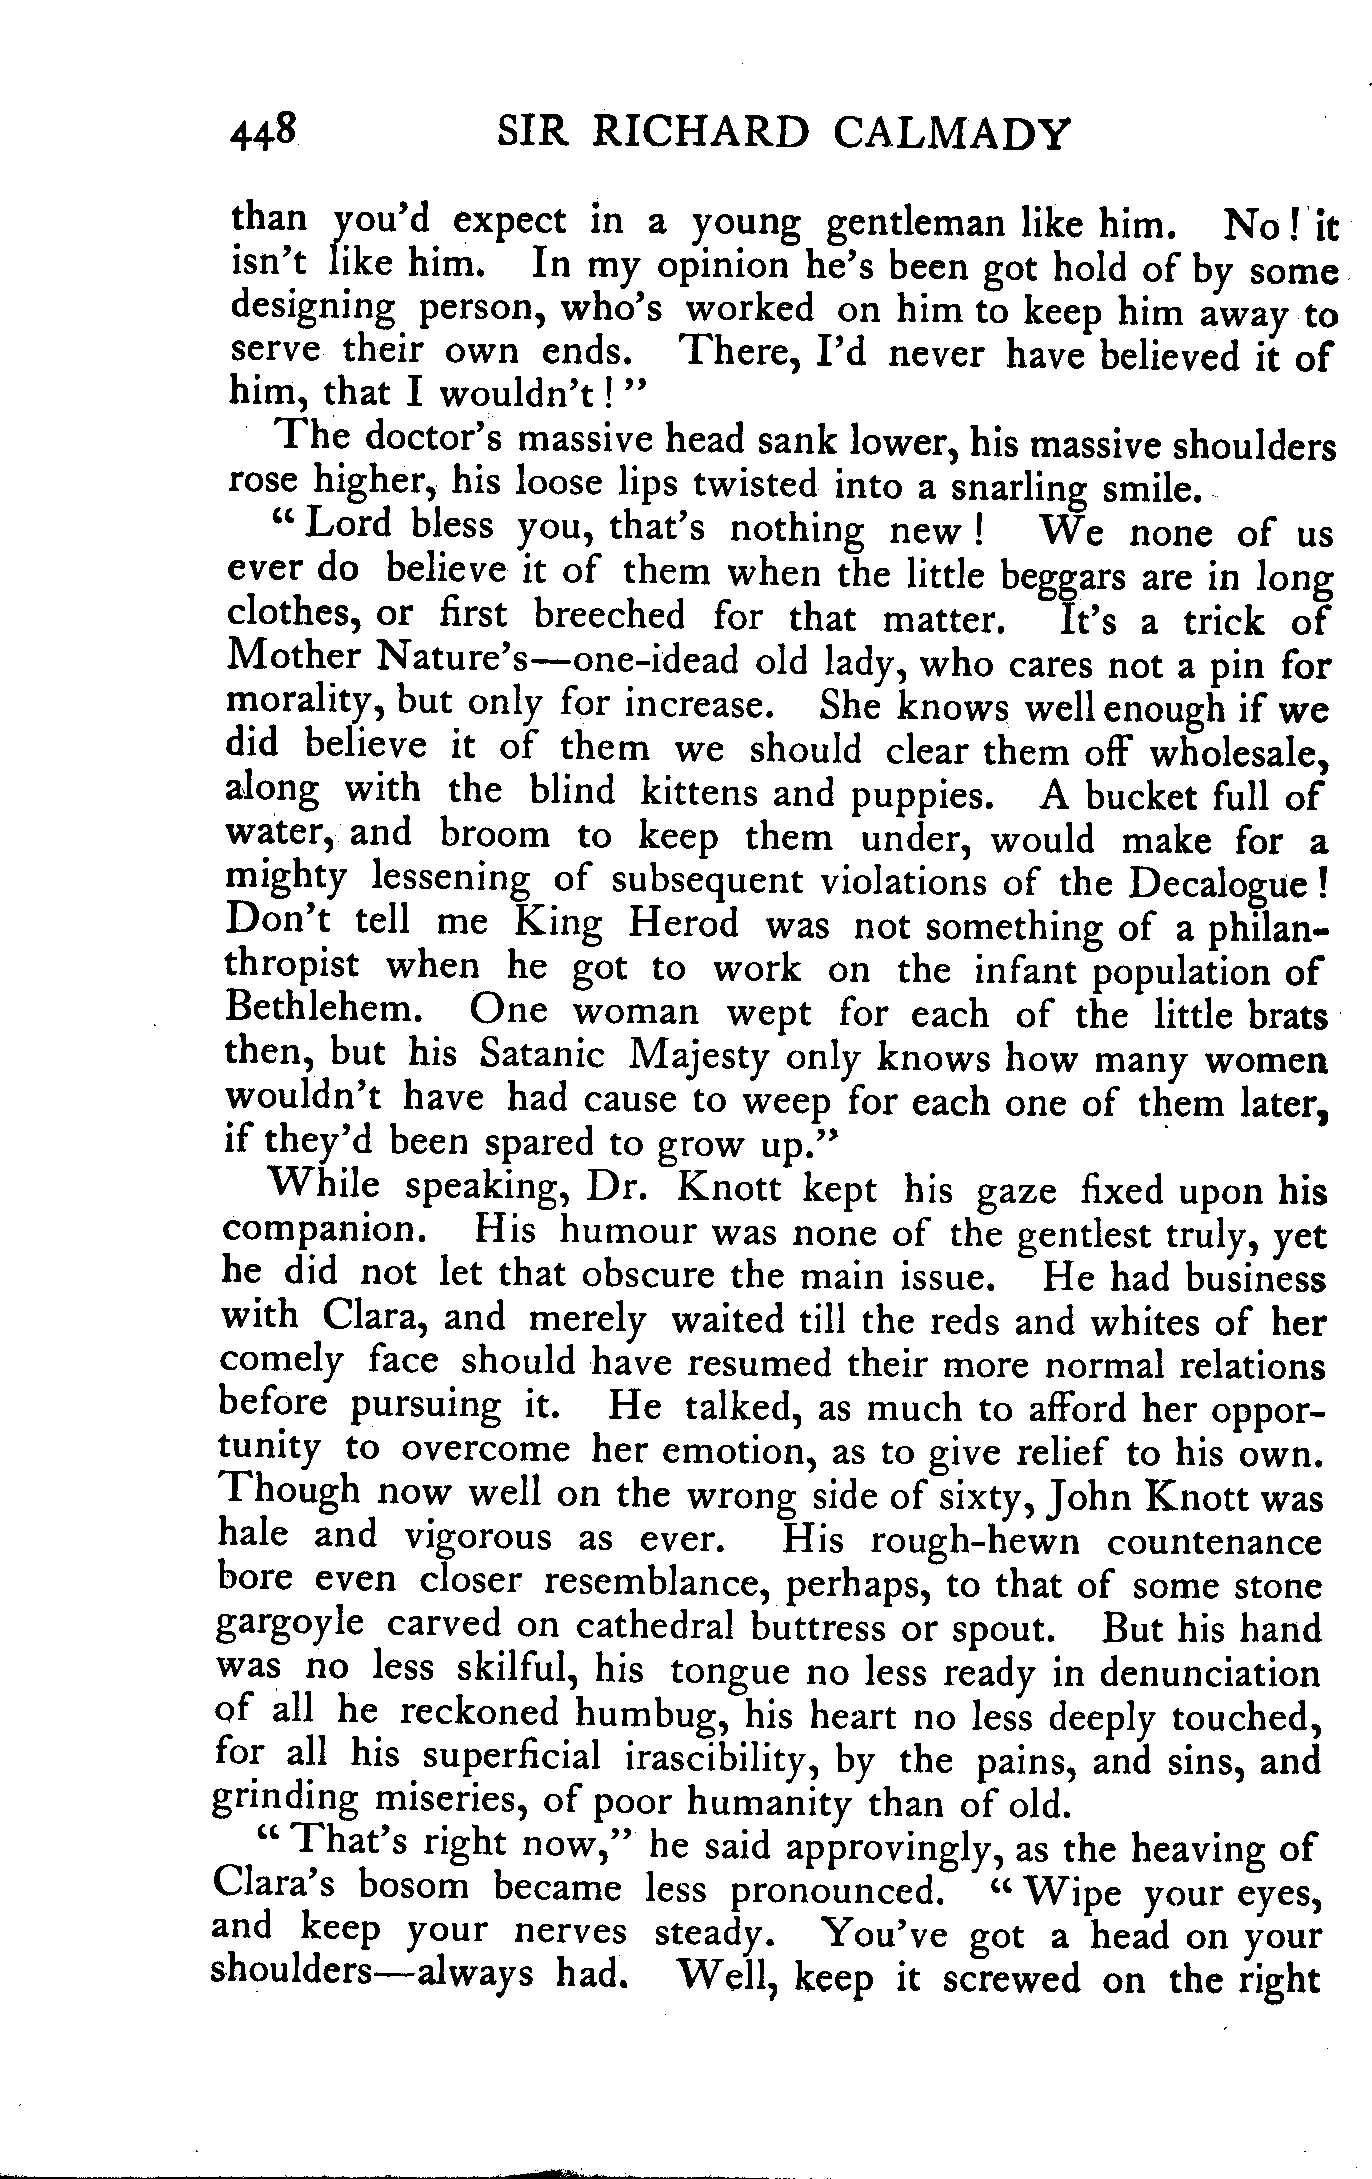 448 SIR RICHARD CALMADY
than you'd expect in a young gentleman like him. No! it
isn't like him. In my opinion he's been got hold of by some
designing person, who's worked on him to keep him away to
serve their own ends. There, I'd never have believed it of
him, that I wouldn't!"
The doctor's massive head sank lower, his massive shoulders
rose higher, his loose lips twisted into a snarling smile.
"Lord bless you, that's nothing new! We none of us
ever do believe it of them when the little beggars are in long
clothes, or first breeched for that matter. It's a trick of
Mother Nature's—one-idead old lady, who cares not a pin for
morality, but only for increase. She knows well enough if we
did believe it of them we should clear them off wholesale,
along with the blind kittens and puppies. A bucket full of
water, and broom to keep them under, would make for a
mighty lessening of subsequent violations of the Decalogue!
Don't tell me King Herod was not something of a philan-
thropist when he got to work on the infant population of
Bethlehem. One woman wept for each of the little brats
then, but his Satanic Majesty only knows how many women
wouldn't have had cause to weep for each one of them later,
if they'd been spared to grow up."
While speaking, Dr. Knott kept his gaze fixed upon his
companion. His humour was none of the gentlest truly, yet
he did not let that obscure the main issue. He had business
with Clara, and merely waited till the reds and whites of her
comely face should have resumed their more normal relations
before pursuing it. He talked, as much to afford her oppor-
tunity to overcome her emotion, as to give relief to his own.
Though now well on the wrong side of sixty, John Knott was
hale and vigorous as ever. His rough-hewn countenance
bore even closer resemblance, perhaps, to that of some stone
gargoyle carved on cathedral buttress or spout. But his hand
was no less skilful, his tongue no less ready in denunciation
of all he reckoned humbug, his heart no less deeply touched,
for all his superficial irascibility, by the pains, and sins, and
grinding miseries, of poor humanity than of old.
"That's right now," he said approvingly, as the heaving of
Clara's bosom became less pronounced. "Wipe your eyes,
and keep your nerves steady. You've got a head on your
shoulders—always had. Well, keep it screwed on the right